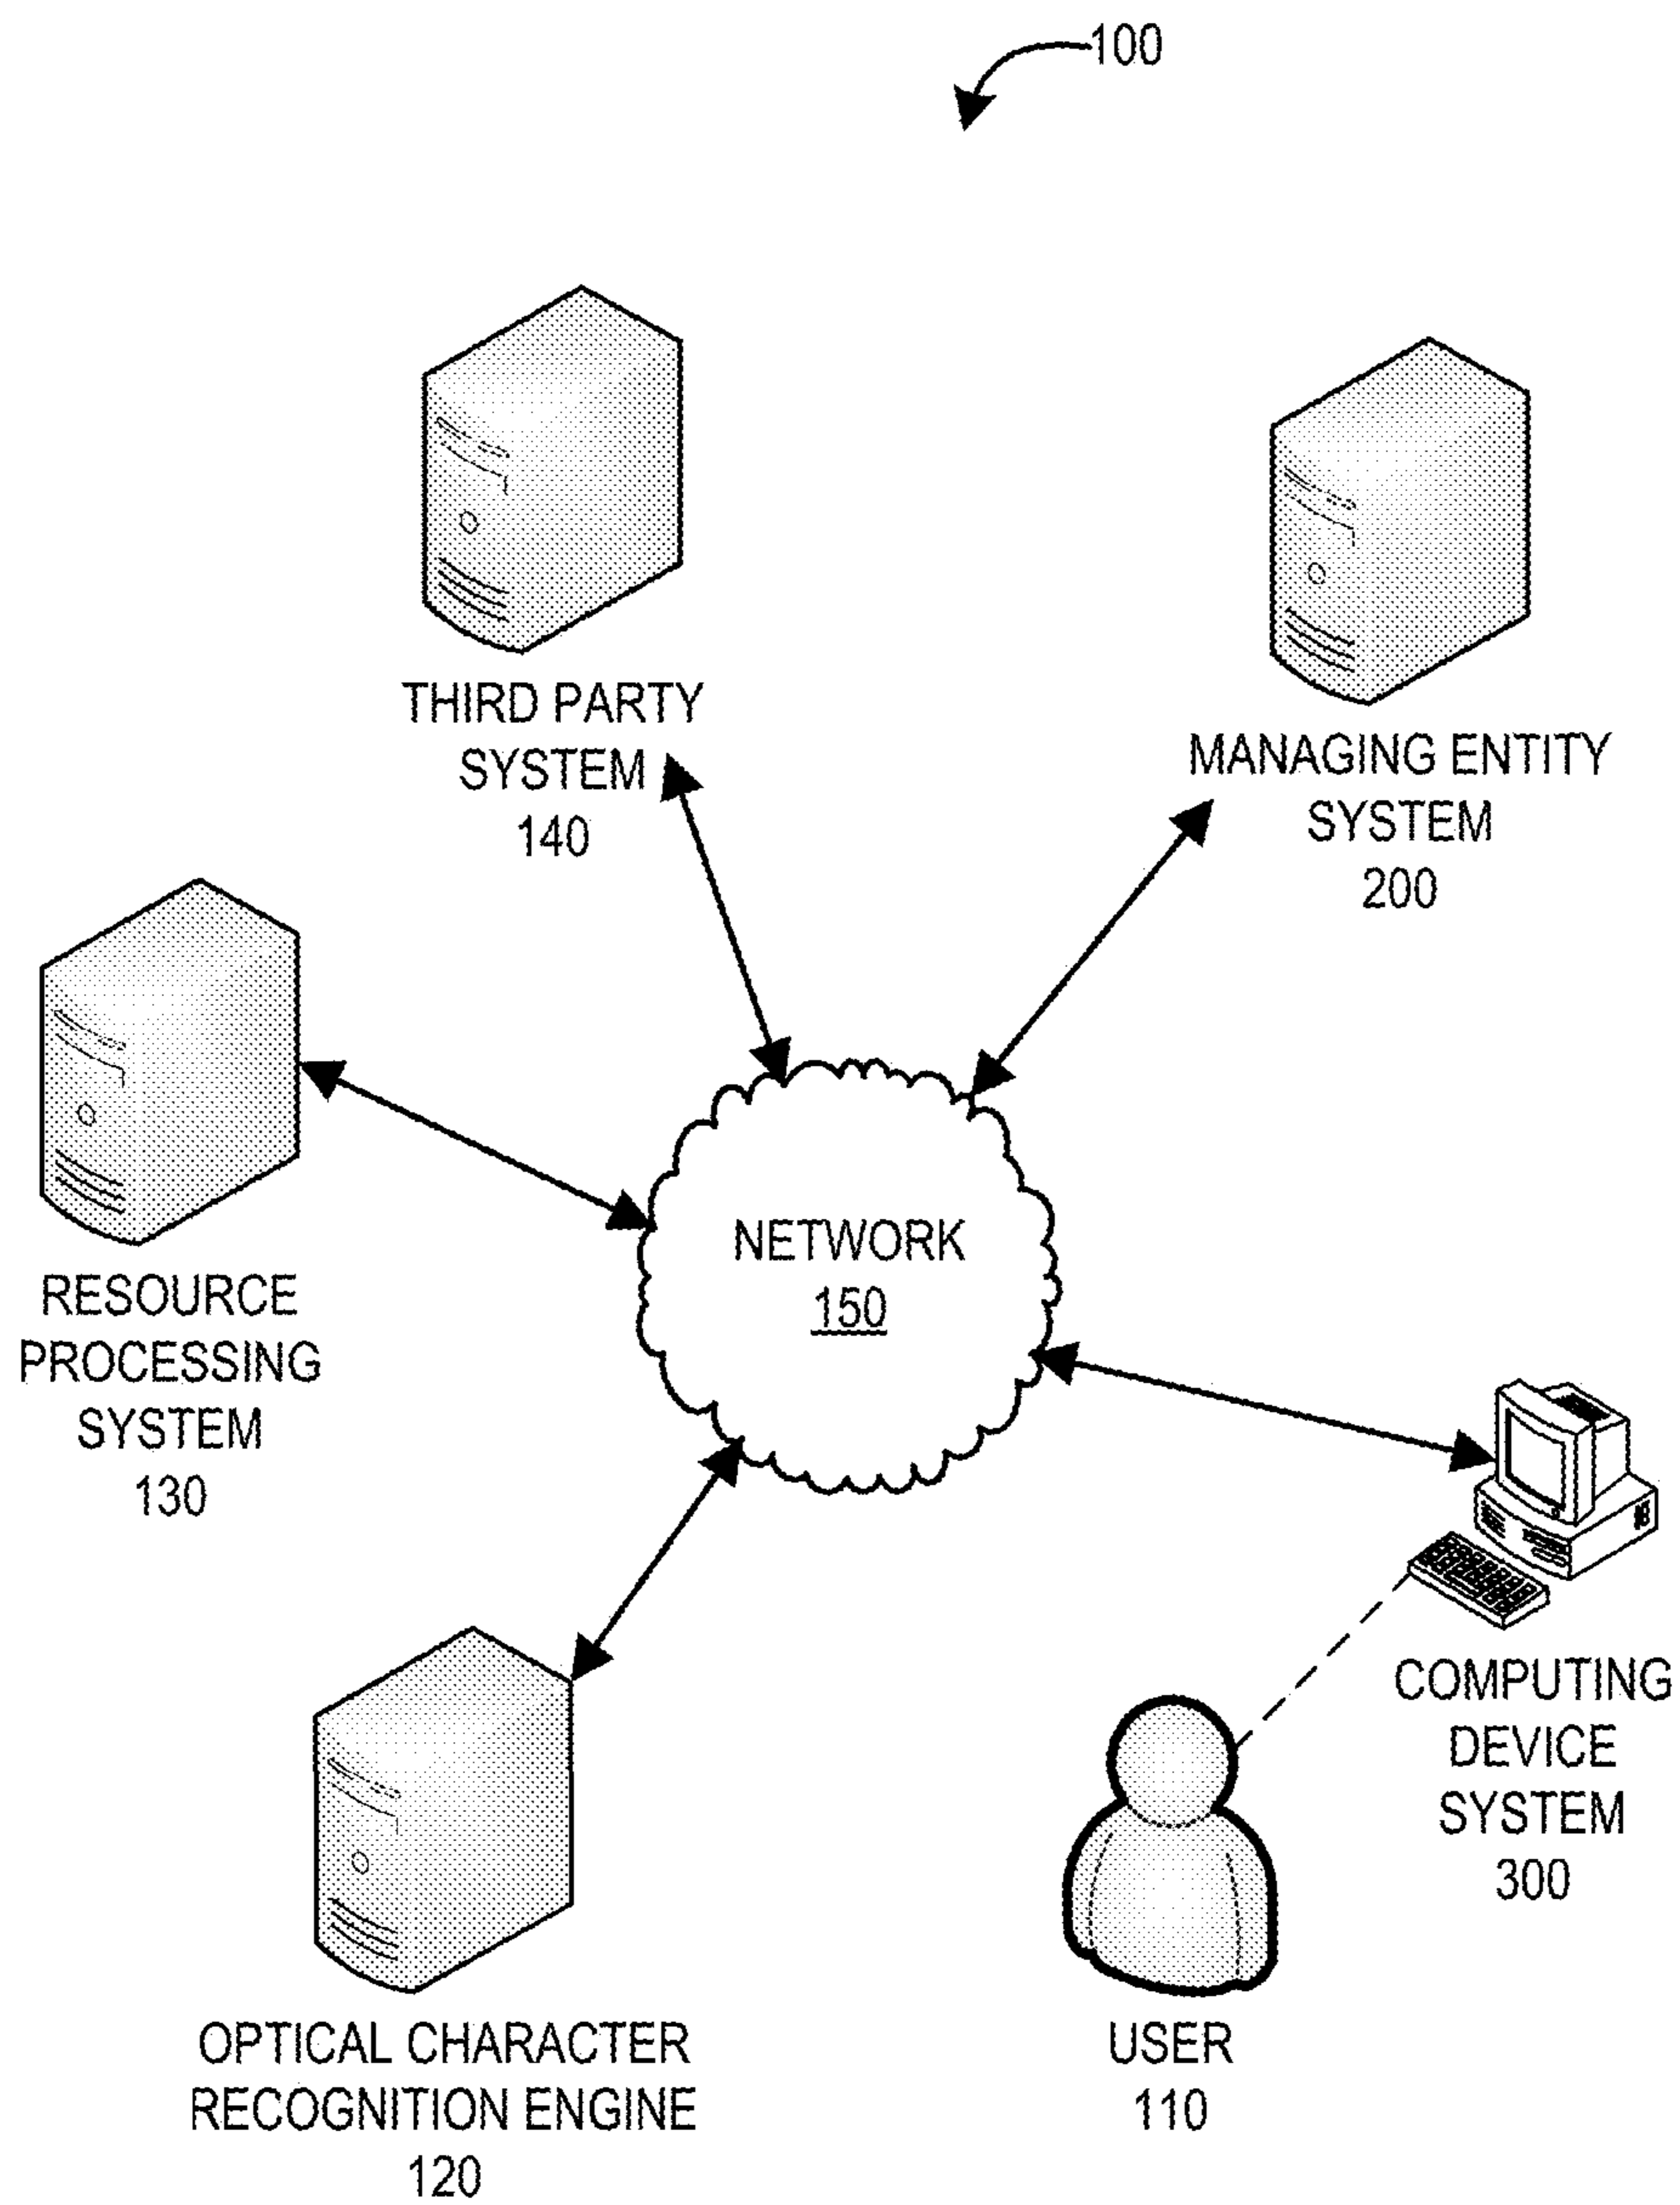 100
THIRD PARTY
SYSTEM
140
MANAGING ENTITY
SYSTEM
200
RESOURCE
PROCESSING
SYSTEM
130
NETWORK
150
COMPUTING
DEVICE
SYSTEM
300
OPTICAL CHARACTER
RECOGNITION ENGINE
120
USER
110